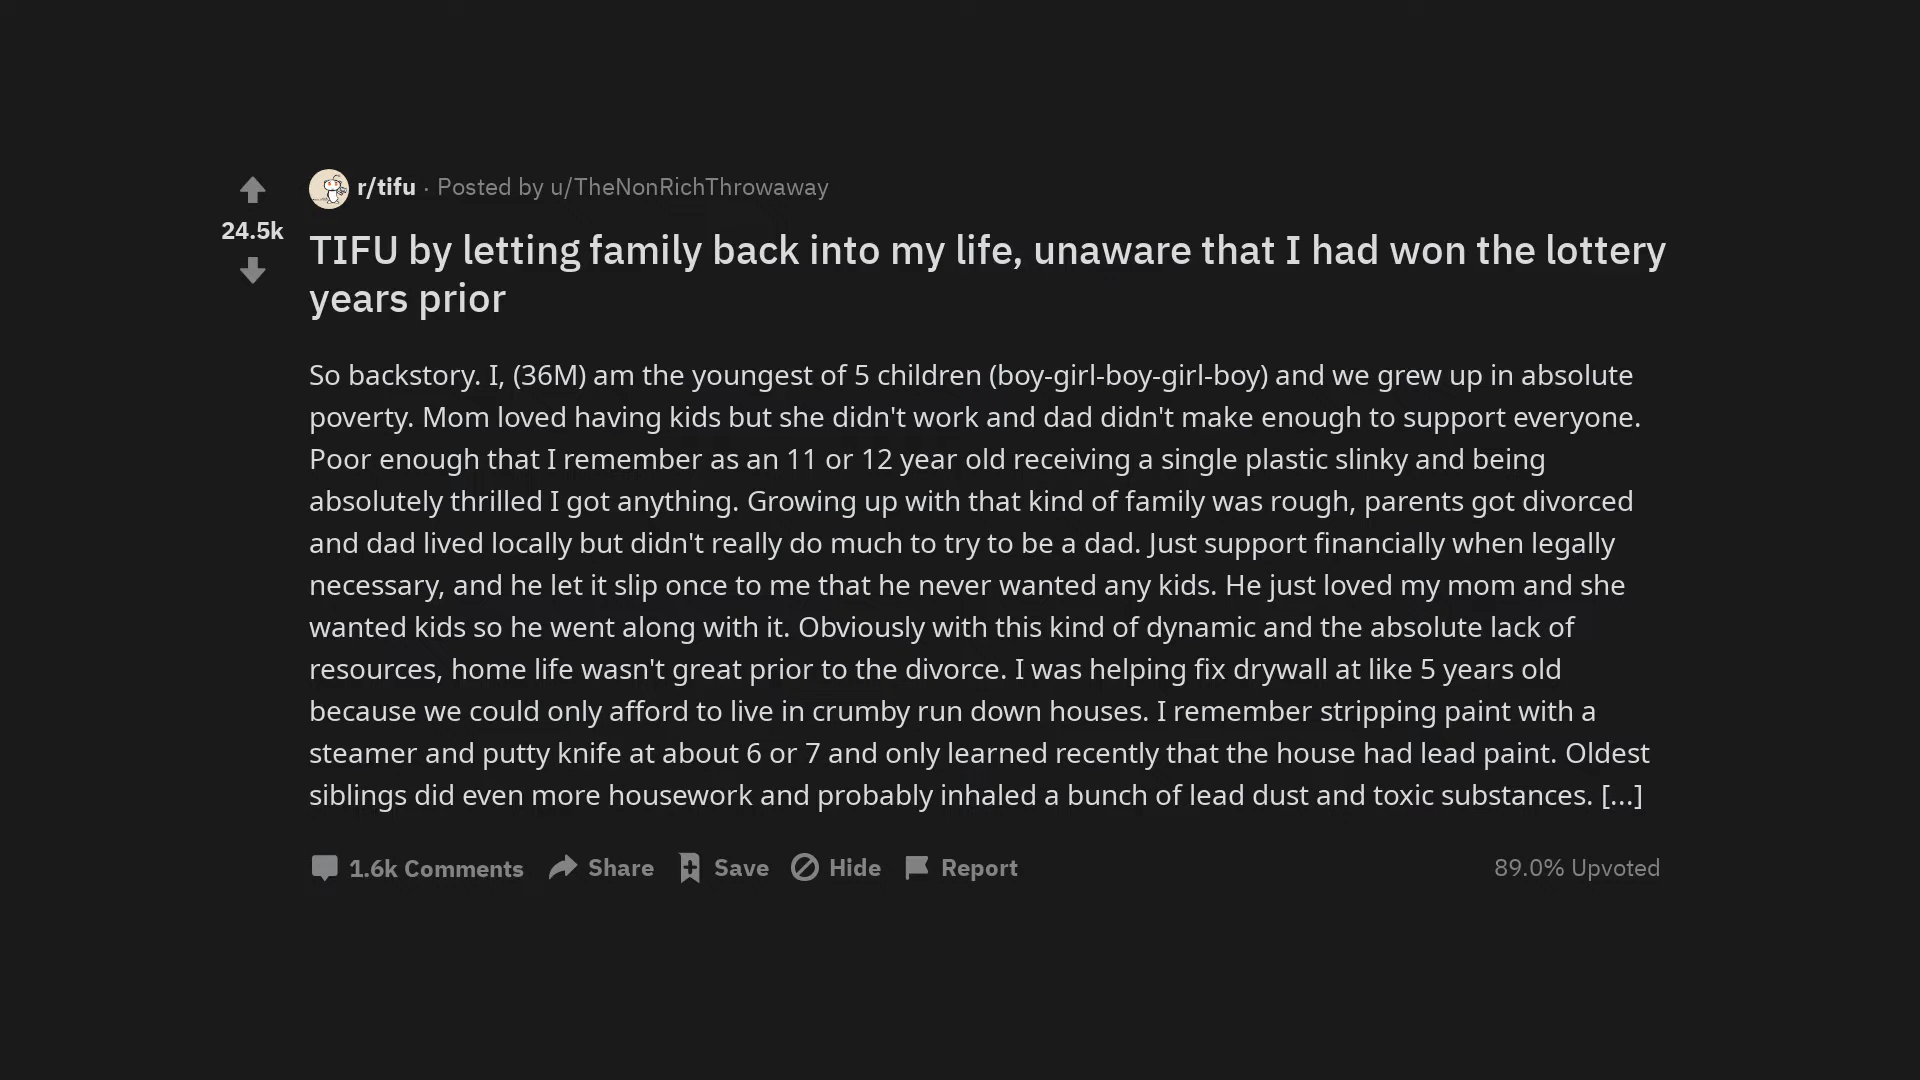 r/tifu · Posted by u/TheNonRichThrowaway
24.5k
TIFU by letting family back into my life, unaware that I had won the lottery
years prior
So backstory. I, (36M) am the youngest of 5 children (boy-girl-boy-girl-boy) and we grew up in absolute
poverty. Mom loved having kids but she didn't work and dad didn't make enough to support everyone.
Poor enough that I remember as an 11 or 12 year old receiving a single plastic slinky and being
absolutely thrilled I got anything. Growing up with that kind of family was rough, parents got divorced
and dad lived locally but didn't really do much to try to be a dad. Just support financially when legally
necessary, and he let it slip once to me that he never wanted any kids. He just loved my mom and she
wanted kids so he went along with it. Obviously with this kind of dynamic and the absolute lack of
resources, home life wasn't great prior to the divorce. I was helping fix drywall at like 5 years old
because we could only afford to live in crumby run down houses. I remember stripping paint with a
steamer and putty knife at about 6 or 7 and only learned recently that the house had lead paint. Oldest
siblings did even more housework and probably inhaled a bunch of lead dust and toxic substances. [...]
1.6k Comments Share Save Hide Report 89.0% Upvoted